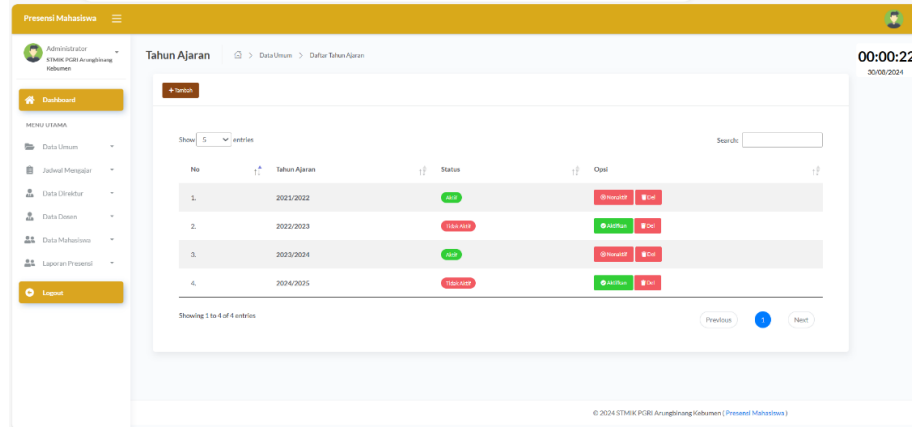 Presensi Mahasiswa
Administrator
STMIK PGRI Arungbinang
Kebumen
Dashboard
MENU UTAMA
Data Umum
Jadwal Mengajar
Data Direktur
Data Dosen
Data Mahasiswa
Laporan Presensi
Logout
Tahun Ajaran > Data Umum > Daftar Tahun Ajaran
00:00:22
30/08/2024
+ Tambah
Show 5 entries
Search:
No Tahun Ajaran Status Opsi
1. 2021/2022 Aktif Nonaktif Del
2. 2022/2023 Tidak Aktif Aktifkan Del
3. 2023/2024 Aktif Nonaktif Del
4. 2024/2025 Tidak Aktif Aktifkan Del
Showing 1 to 4 of 4 entries
Previous 1 Next
© 2024 STMIK PGRI Arungbinang Kebumen ( Presensi Mahasiswa )